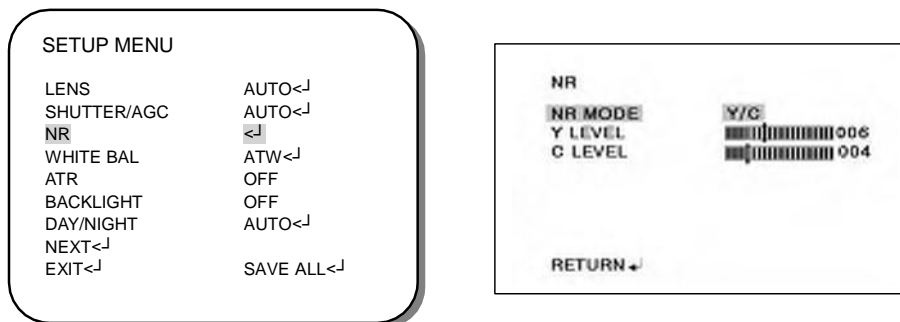 SETUP MENU
LENS AUTO<┘
SHUTTER/AGC AUTO<┘
NR <┘
WHITE BAL ATW<┘
ATR OFF
BACKLIGHT OFF
DAY/NIGHT AUTO<┘
NEXT<┘
EXIT<┘ SAVE ALL<┘
NR
NR MODE Y/C
Y LEVEL 006
C LEVEL 004
RETURN↵